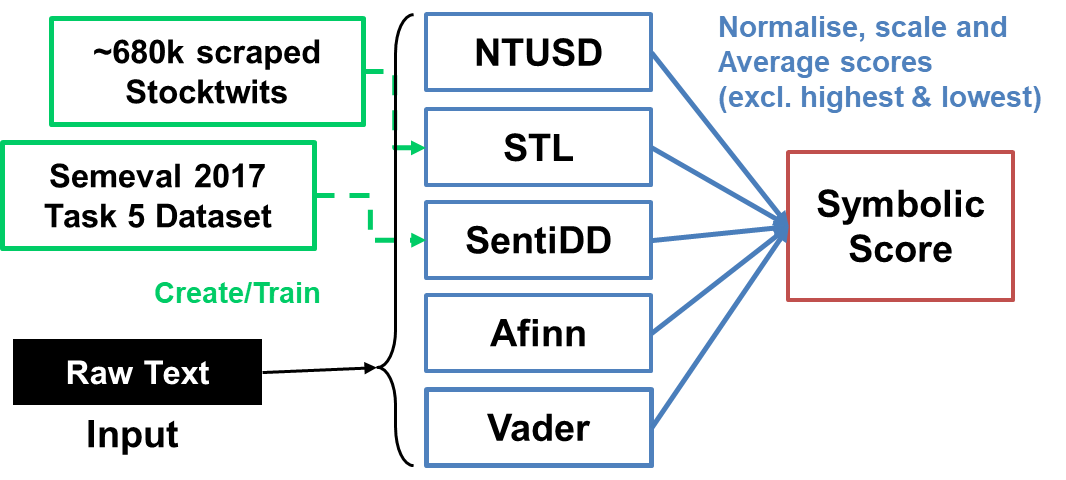 ~680k scraped
Stocktwits
Semeval 2017
Task 5 Dataset
Create/Train
Raw Text
Input
NTUSD
STL
SentiDD
Afinn
Vader
Normalise, scale and
Average scores
(excl. highest & lowest)
Symbolic
Score